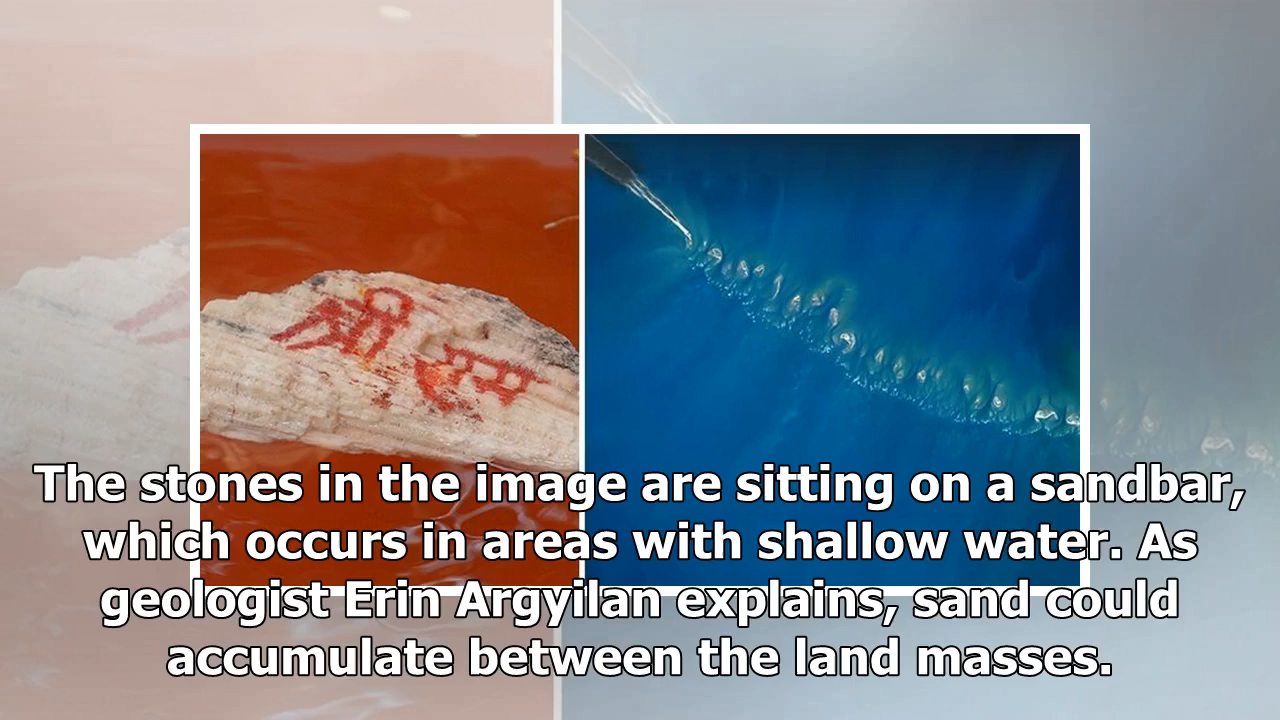 The stones in the image are sitting on a sandbar,
which occurs in areas with shallow water. As
geologist Erin Argyilan explains, sand could
accumulate between the land masses.